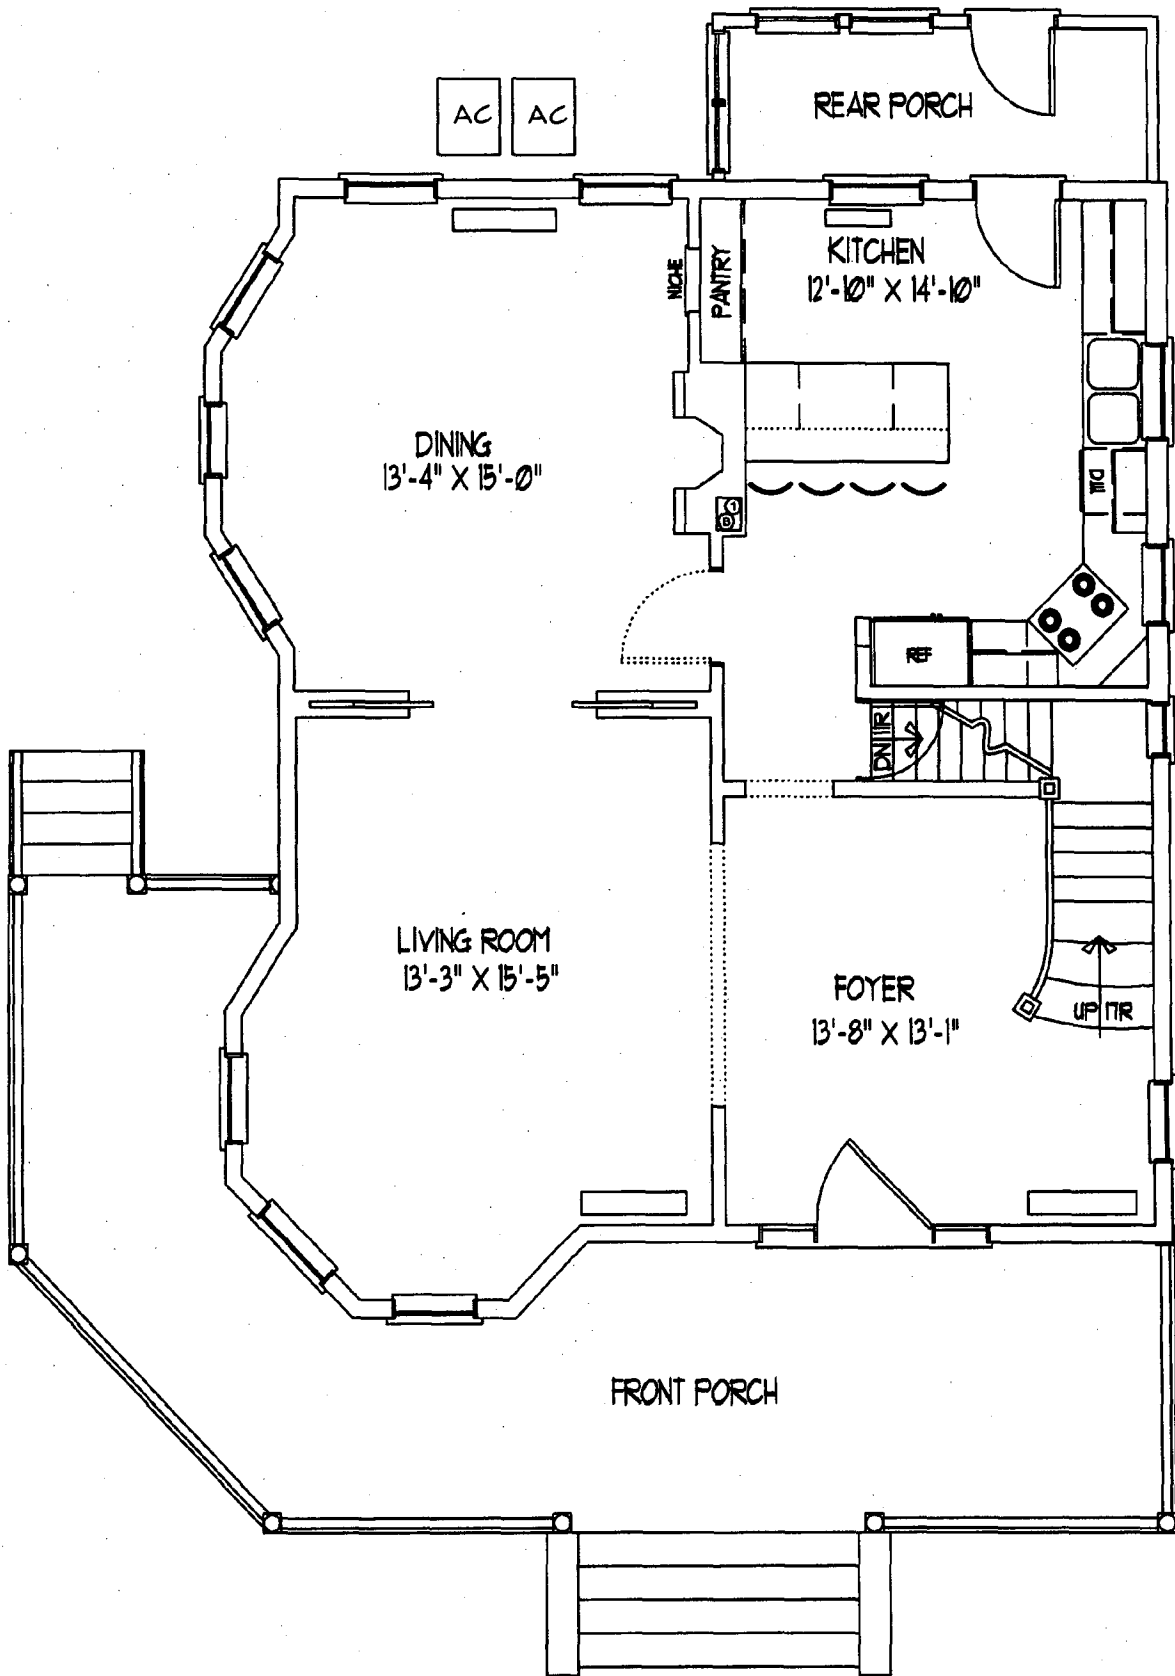 AC
AC
REAR PORCH
KITCHEN
12'-10" X 14'-10"
NICHE
PANTRY
DINING
13'-4" X 15'-0"
DW
1
B
REF
DN 11R
LIVING ROOM
13'-3" X 15'-5"
FOYER
13'-8" X 13'-1"
UP 17R
FRONT PORCH